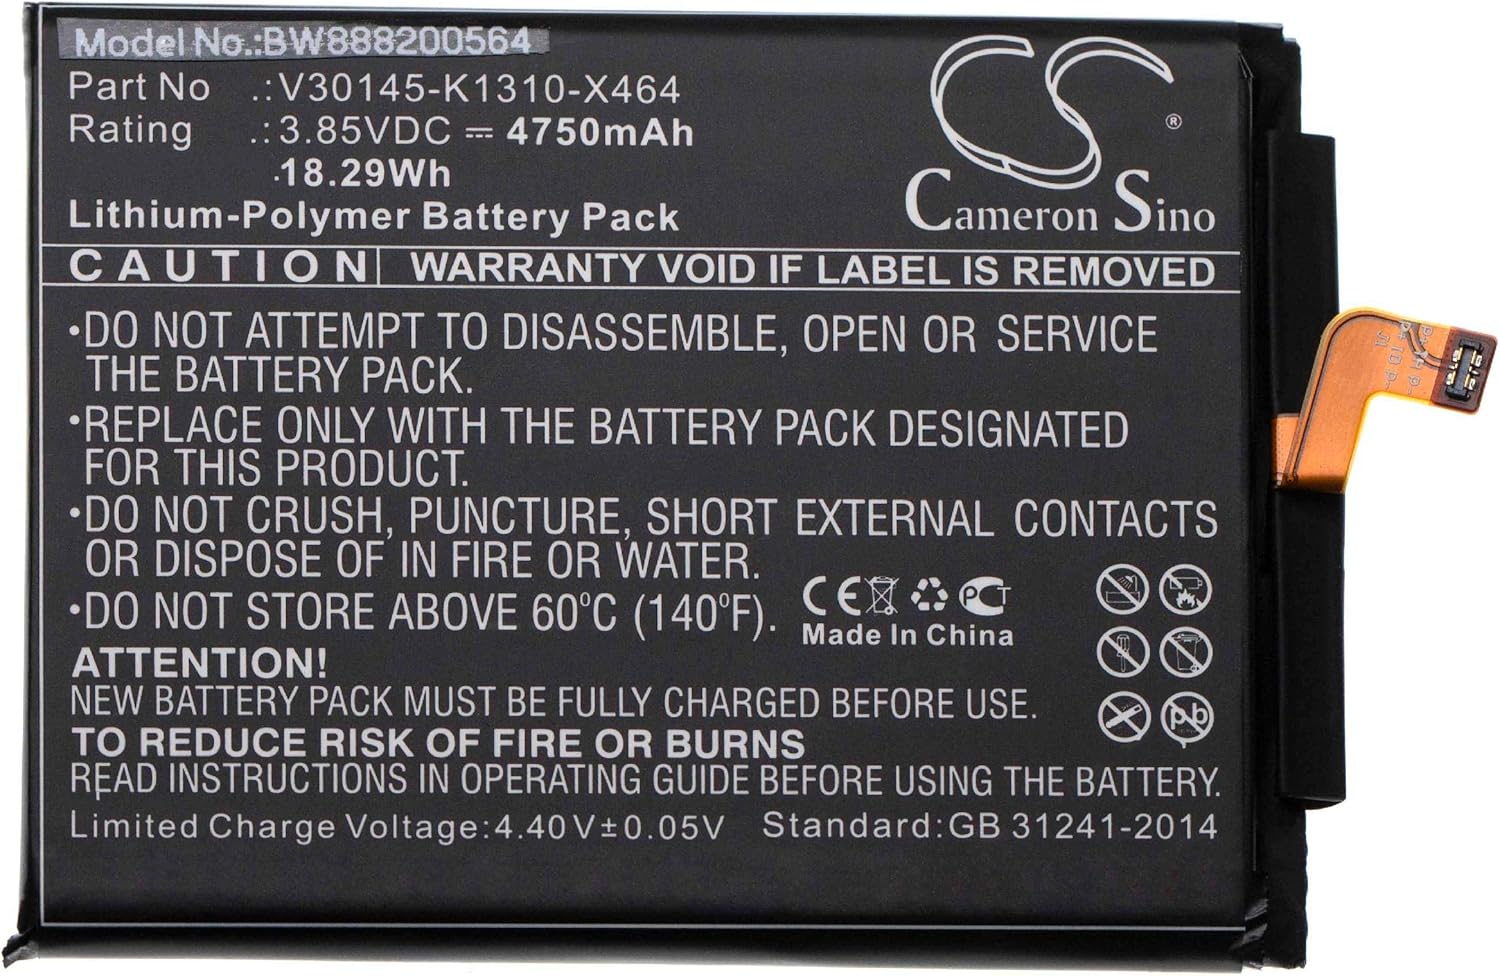 Model No.:BW888200564
Part No .:V30145-K1310-X464
Rating .:3.85VDC ⎓ 4750mAh
18.29Wh
Lithium-Polymer Battery Pack
CS
®
Cameron Sino
CAUTION| WARRANTY VOID IF LABEL IS REMOVED
•DO NOT ATTEMPT TO DISASSEMBLE, OPEN OR SERVICE
THE BATTERY PACK.
•REPLACE ONLY WITH THE BATTERY PACK DESIGNATED
FOR THIS PRODUCT.
•DO NOT CRUSH, PUNCTURE, SHORT EXTERNAL CONTACTS
OR DISPOSE OF IN FIRE OR WATER.
•DO NOT STORE ABOVE 60°C (140°F).
CE
PCT
Made In China
Pb
ATTENTION!
NEW BATTERY PACK MUST BE FULLY CHARGED BEFORE USE.
TO REDUCE RISK OF FIRE OR BURNS
READ INSTRUCTIONS IN OPERATING GUIDE BEFORE USING THE BATTERY.
Limited Charge Voltage:4.40V±0.05V Standard:GB 31241-2014